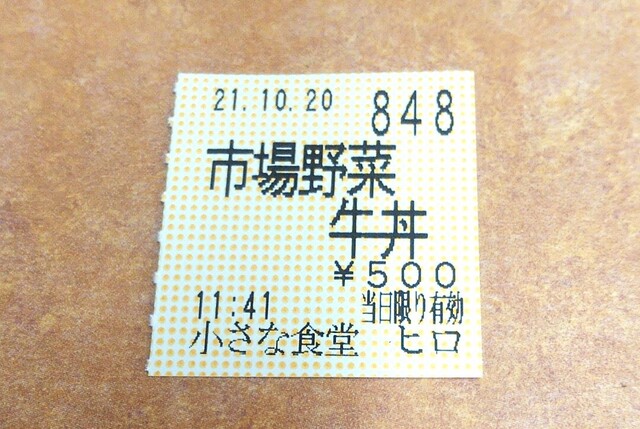 21.10.20 848
市場野菜
牛丼
¥500
11:41 当日限り有効
小さな食堂 ヒロ